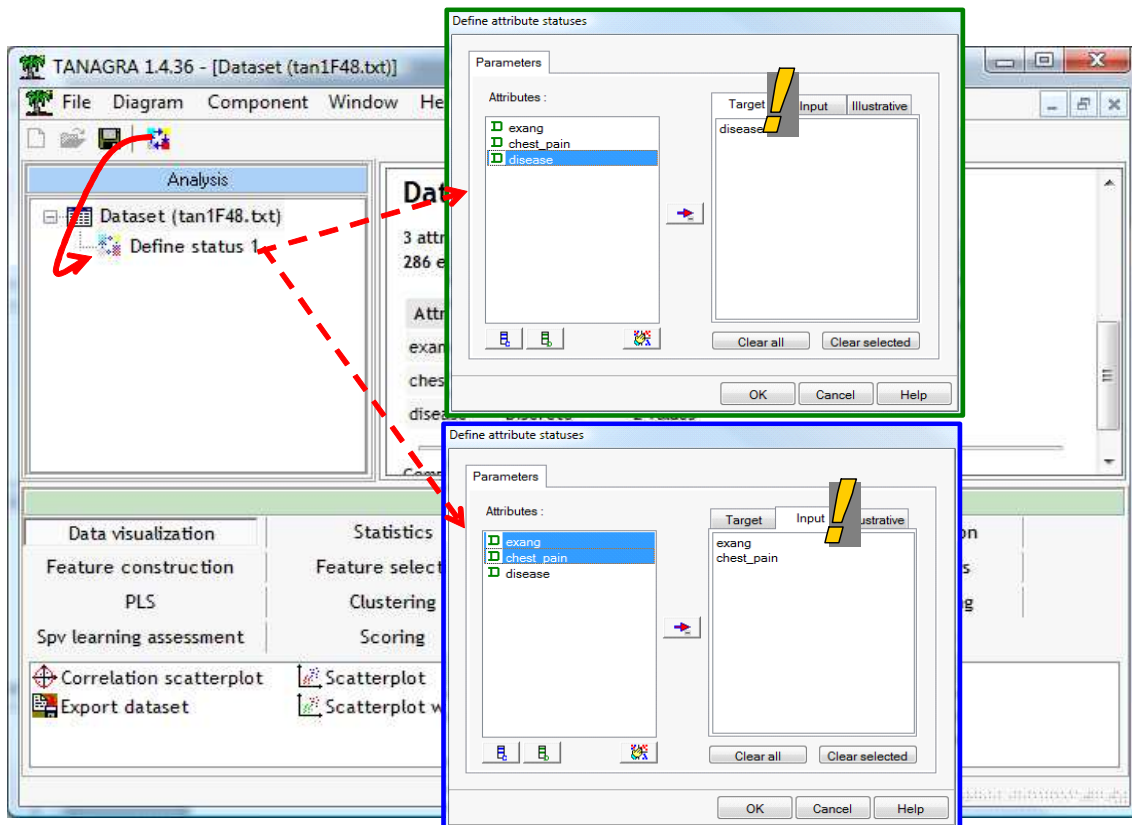 Define attribute statuses
Parameters
Attributes :
Target Input Illustrative
exang
chest_pain
disease
disease
Clear all Clear selected
OK Cancel Help
TANAGRA 1.4.36 - [Dataset (tan1F48.txt)]
File Diagram Component Window He
Analysis
Dataset (tan1F48.txt)
Define status 1
Dat
3 attr
286 e
Attr
exan
ches
disease Discrete 2 values
Define attribute statuses
Parameters
Attributes :
Target Input ustrative
exang
chest_pain
disease
exang
chest_pain
Clear all Clear selected
OK Cancel Help
Data visualization Statistics on
Feature construction Feature select s
PLS Clustering g
Spv learning assessment Scoring
Correlation scatterplot Scatterplot
Export dataset Scatterplot w